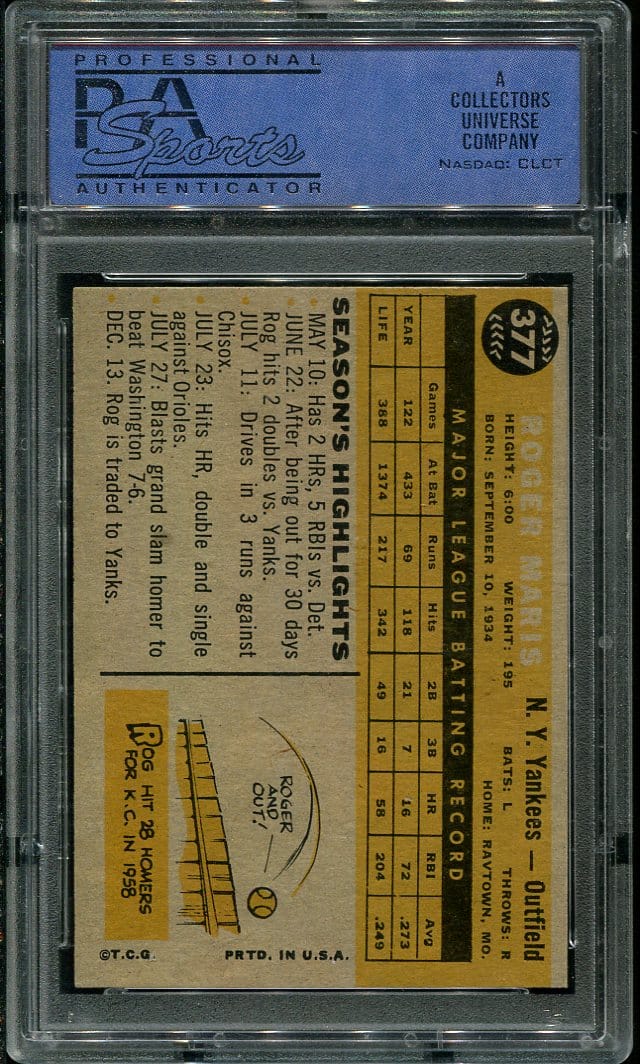 PROFESSIONAL
PSA
Sports
AUTHENTICATOR
A
COLLECTORS
UNIVERSE
COMPANY
NASDAQ: CLCT
377
ROGER MARIS N. Y. Yankees — Outfield
HEIGHT: 6:00 WEIGHT: 195 BATS: L THROWS: R
BORN: SEPTEMBER 10, 1934 HOME: RAYTOWN, MO.
MAJOR LEAGUE BATTING RECORD
Games At Bat Runs Hits 2B 3B HR RBI Avg
YEAR 122 433 69 118 21 7 16 72 .273
LIFE 388 1374 217 342 49 16 58 204 .249
SEASON'S HIGHLIGHTS
• MAY 10: Has 2 HRs, 5 RBIs vs. Det.
• JUNE 22: After being out for 30 days
Rog hits 2 doubles vs. Yanks.
• JULY 11: Drives in 3 runs against
Chisox.
• JULY 23: Hits HR, double and single
against Orioles.
• JULY 27: Blasts grand slam homer to
beat Washington 7-6.
• DEC. 13. Rog is traded to Yanks.
ROGER
AND
OUT!
ROG HIT 28 HOMERS
FOR K.C. IN 1958
©T.C.G. PRTD. IN U.S.A.